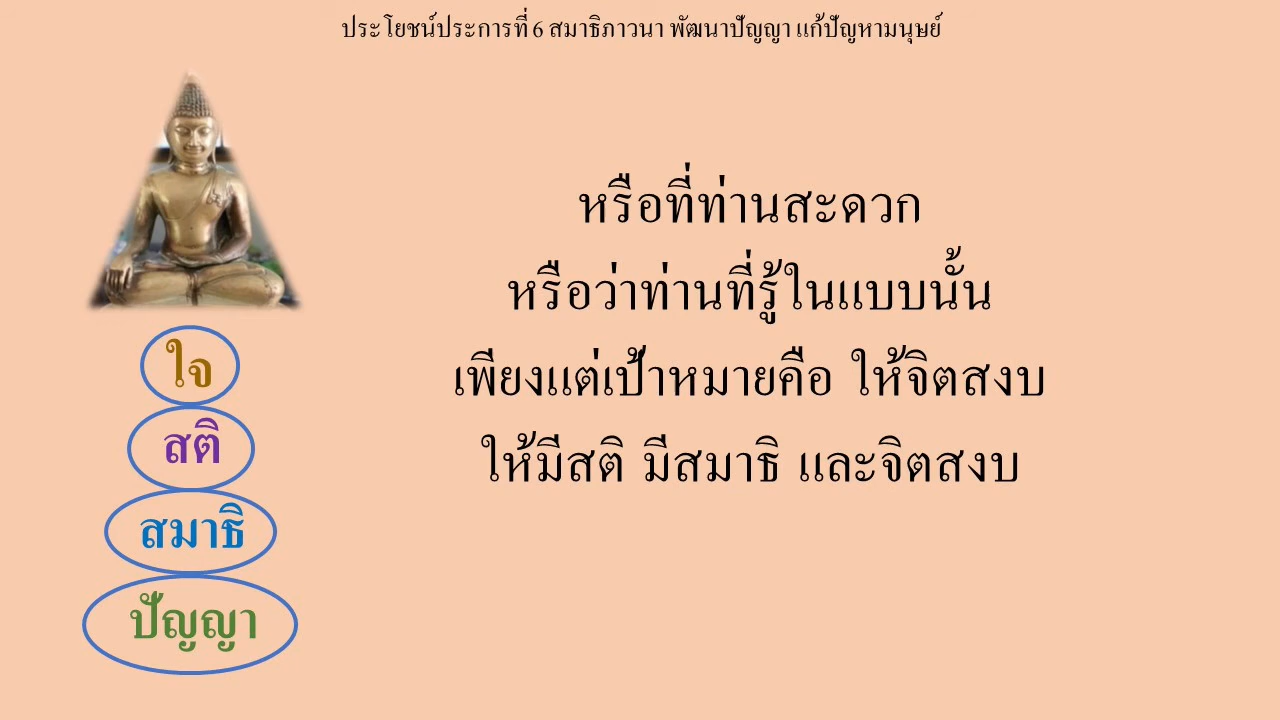 ประโยชน์ประการที่ 6 สมาธิภาวนา พัฒนาปัญญา แก้ปัญหามนุษย์
หรือที่ท่านสะดวก
หรือว่าท่านที่รู้ในแบบนั้น
เพียงแต่เป้าหมายคือ ให้จิตสงบ
ให้มีสติ มีสมาธิ และจิตสงบ
ใจ
สติ
สมาธิ
ปัญญา